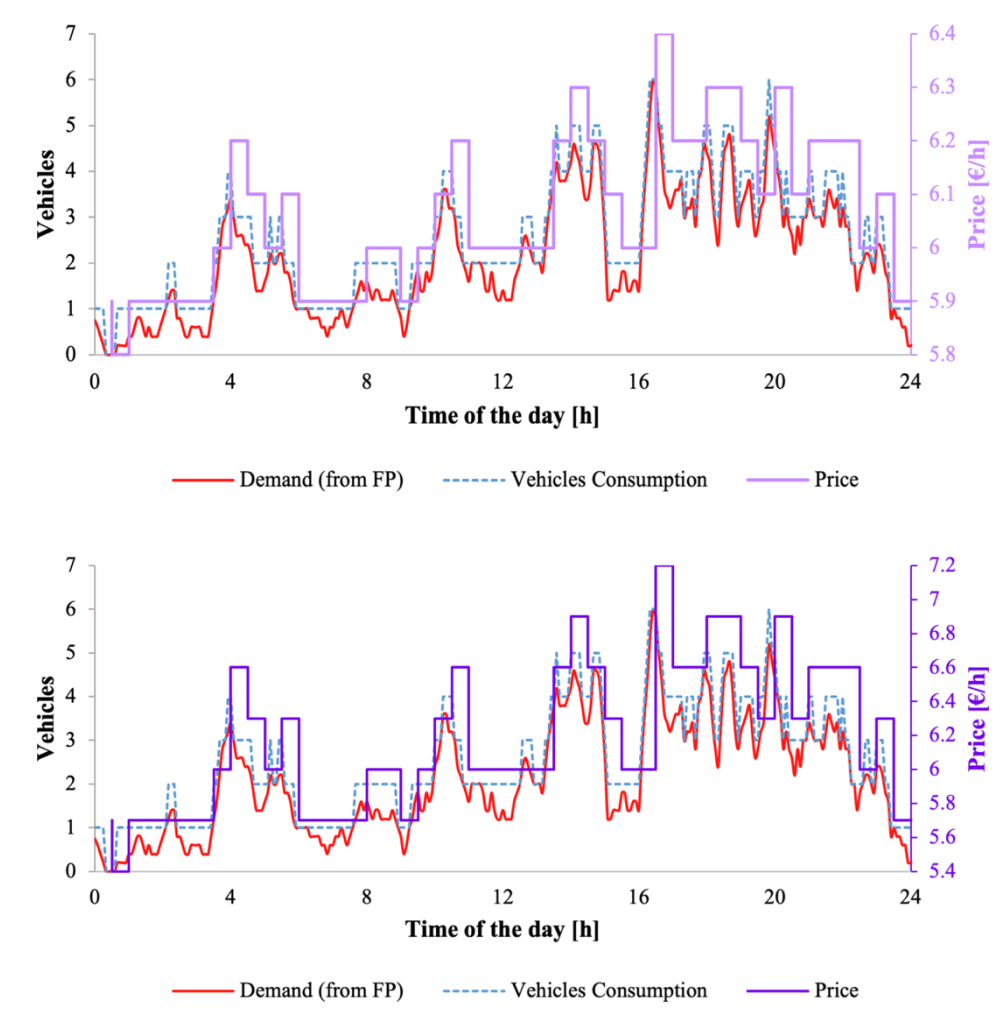 7 6.4
6 6.3
5 6.2
4 6.1
3 6
2 5.9
1 5.8
0
Vehicles
Price [€/h]
0 4 8 12 16 20 24
Time of the day [h]
Demand (from FP) Vehicles Consumption Price
7 7.2
6 7
5 6.8
4 6.6
3 6.4
2 6.2
1 6
0 5.8
5.6
5.4
Vehicles
Price [€/h]
0 4 8 12 16 20 24
Time of the day [h]
Demand (from FP) Vehicles Consumption Price